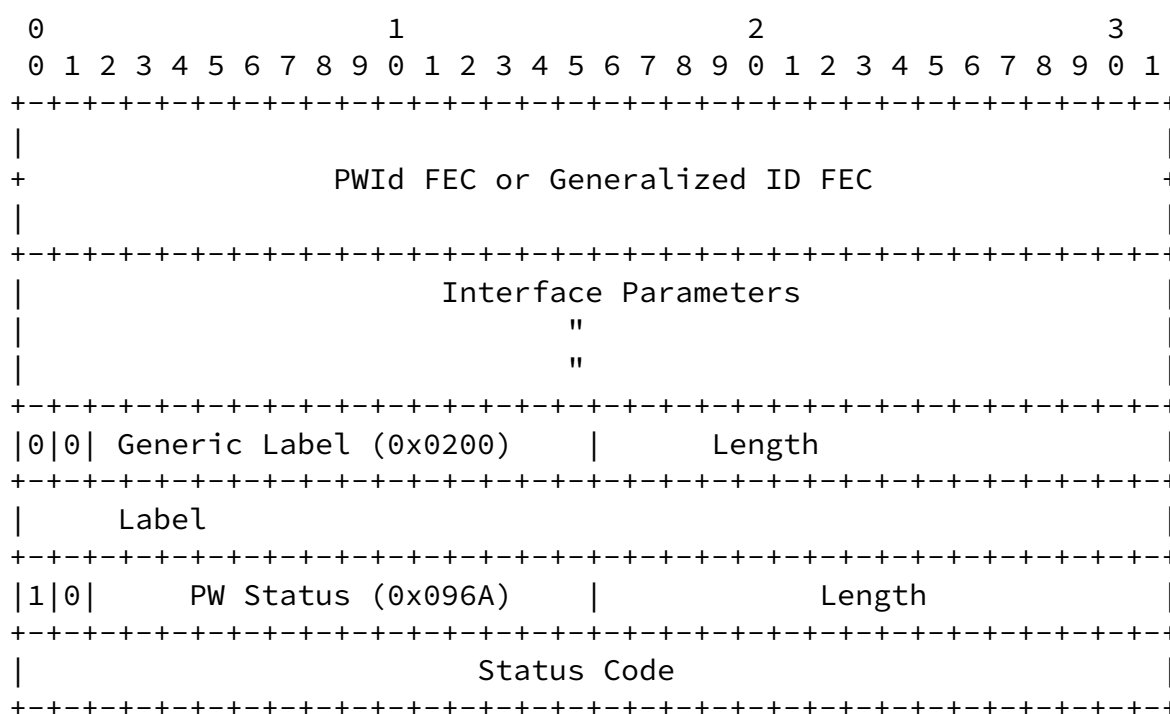 0                   1                   2                   3
 0 1 2 3 4 5 6 7 8 9 0 1 2 3 4 5 6 7 8 9 0 1 2 3 4 5 6 7 8 9 0 1
+-+-+-+-+-+-+-+-+-+-+-+-+-+-+-+-+-+-+-+-+-+-+-+-+-+-+-+-+-+-+-+-+
|                                                               |
+                 PWId FEC or Generalized ID FEC                +
|                                                               |
+-+-+-+-+-+-+-+-+-+-+-+-+-+-+-+-+-+-+-+-+-+-+-+-+-+-+-+-+-+-+-+-+
|                       Interface Parameters                    |
|                              "                                |
|                              "                                |
+-+-+-+-+-+-+-+-+-+-+-+-+-+-+-+-+-+-+-+-+-+-+-+-+-+-+-+-+-+-+-+-+
|0|0| Generic Label (0x0200)    |      Length                   |
+-+-+-+-+-+-+-+-+-+-+-+-+-+-+-+-+-+-+-+-+-+-+-+-+-+-+-+-+-+-+-+-+
|     Label                                                     |
+-+-+-+-+-+-+-+-+-+-+-+-+-+-+-+-+-+-+-+-+-+-+-+-+-+-+-+-+-+-+-+-+
|1|0|     PW Status (0x096A)    |            Length             |
+-+-+-+-+-+-+-+-+-+-+-+-+-+-+-+-+-+-+-+-+-+-+-+-+-+-+-+-+-+-+-+-+
|                         Status Code                           |
+-+-+-+-+-+-+-+-+-+-+-+-+-+-+-+-+-+-+-+-+-+-+-+-+-+-+-+-+-+-+-+-+